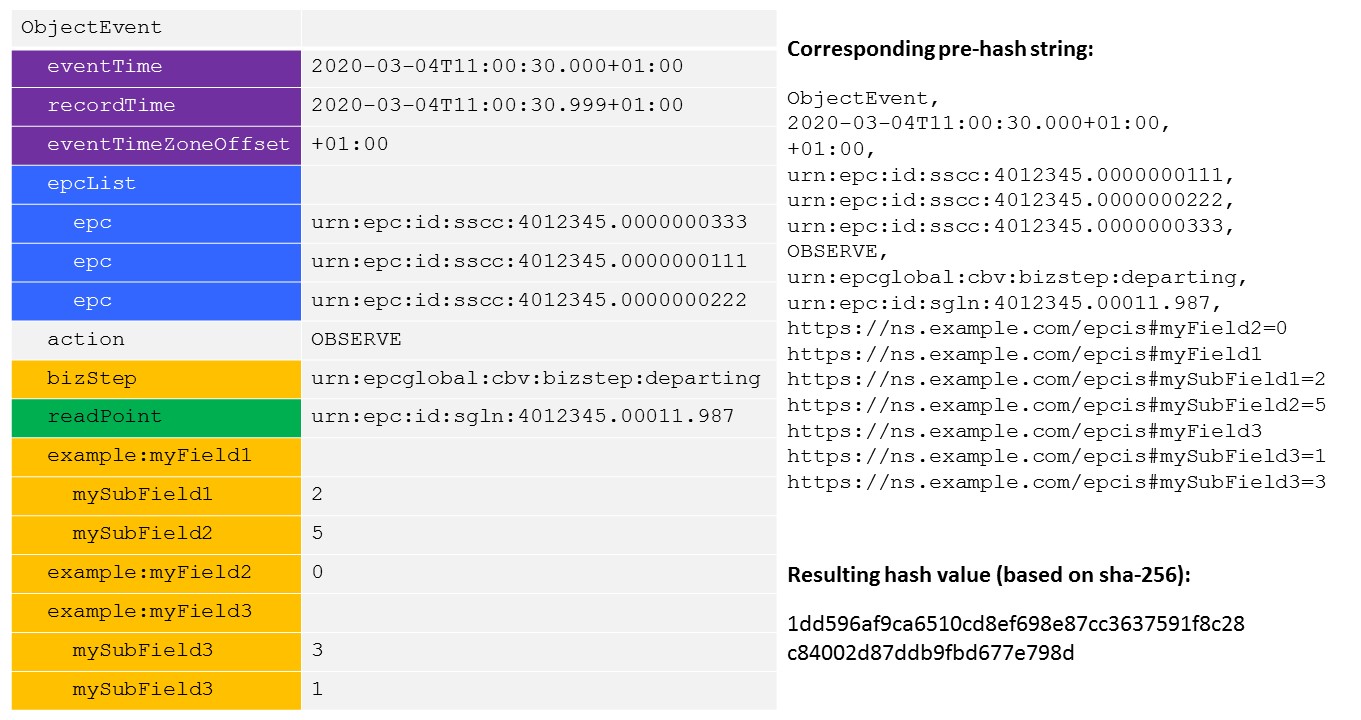 ObjectEvent
eventTime 2020-03-04T11:00:30.000+01:00
recordTime 2020-03-04T11:00:30.999+01:00
eventTimeZoneOffset +01:00
epcList
epc urn:epc:id:sscc:4012345.0000000333
epc urn:epc:id:sscc:4012345.0000000111
epc urn:epc:id:sscc:4012345.0000000222
action OBSERVE
bizStep urn:epcglobal:cbv:bizstep:departing
readPoint urn:epc:id:sgln:4012345.00011.987
example:myField1
mySubField1 2
mySubField2 5
example:myField2 0
example:myField3
mySubField3 3
mySubField3 1
Corresponding pre-hash string:
ObjectEvent,
2020-03-04T11:00:30.000+01:00,
+01:00,
urn:epc:id:sscc:4012345.0000000111,
urn:epc:id:sscc:4012345.0000000222,
urn:epc:id:sscc:4012345.0000000333,
OBSERVE,
urn:epcglobal:cbv:bizstep:departing,
urn:epc:id:sgln:4012345.00011.987,
https://ns.example.com/epcis#myField2=0
https://ns.example.com/epcis#myField1
https://ns.example.com/epcis#mySubField1=2
https://ns.example.com/epcis#mySubField2=5
https://ns.example.com/epcis#myField3
https://ns.example.com/epcis#mySubField3=1
https://ns.example.com/epcis#mySubField3=3
Resulting hash value (based on sha-256):
1dd596af9ca6510cd8ef698e87cc3637591f8c28
c84002d87ddb9fbd677e798d